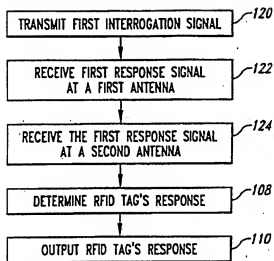 TRANSMIT FIRST INTERROGATION SIGNAL
120
RECEIVE FIRST RESPONSE SIGNAL
AT A FIRST ANTENNA
122
RECEIVE THE FIRST RESPONSE SIGNAL
AT A SECOND ANTENNA
124
DETERMINE RFID TAG'S RESPONSE
108
OUTPUT RFID TAG'S RESPONSE
110